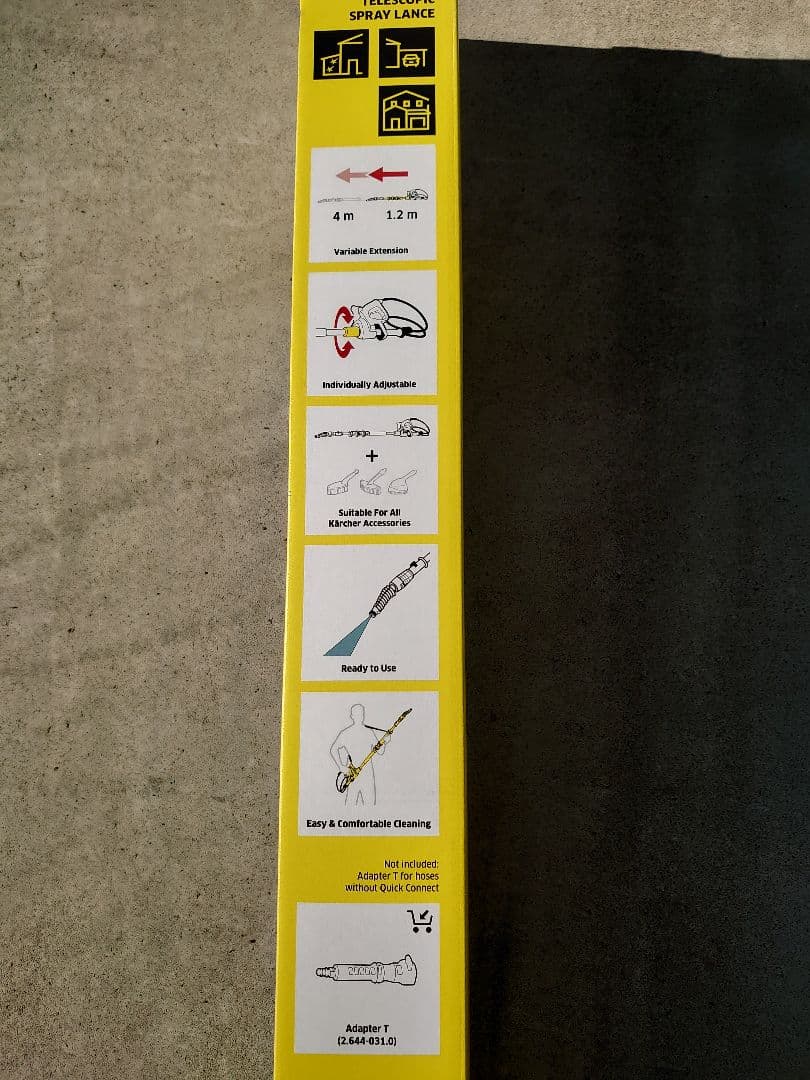 TELESCOPIC
SPRAY LANCE
4 m
1.2 m
Variable Extension
Individually Adjustable
+
Suitable For All
Kärcher Accessories
Ready to Use
Easy & Comfortable Cleaning
Not included:
Adapter T for hoses
without Quick Connect
Adapter T
(2.644-031.0)